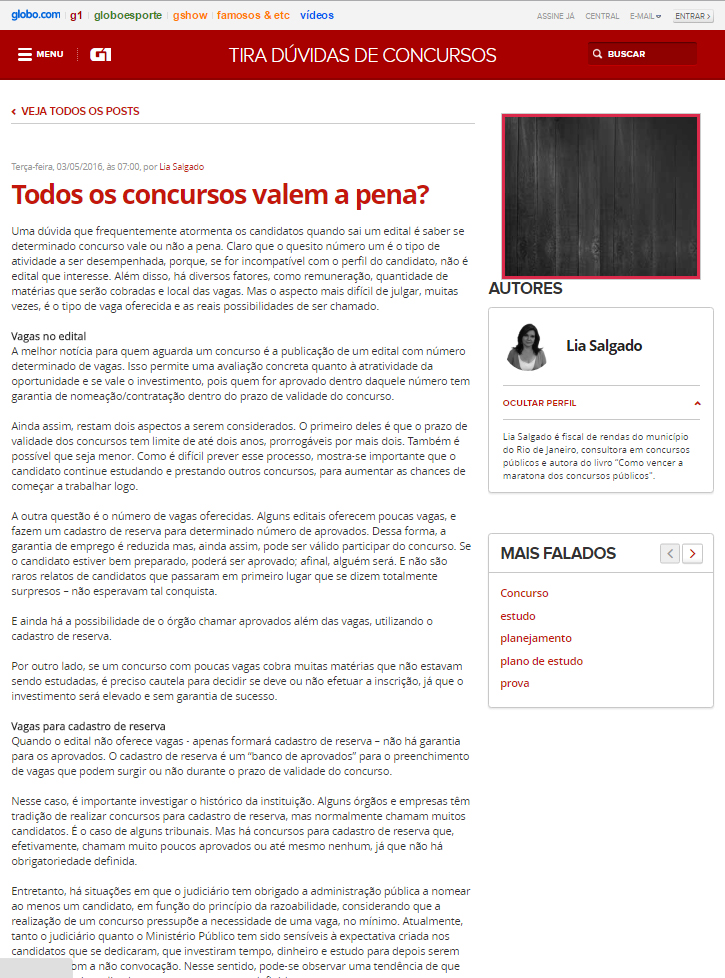 globo.com g1 globoesporte gshow famosos & etc vídeos ASSINE JÁ CENTRAL E-MAIL ENTRAR ›
MENU G1 TIRA DÚVIDAS DE CONCURSOS BUSCAR
‹ VEJA TODOS OS POSTS
Terça-feira, 03/05/2016, às 07:00, por Lia Salgado
Todos os concursos valem a pena?
Uma dúvida que frequentemente atormenta os candidatos quando sai um edital é saber se
determinado concurso vale ou não a pena. Claro que o quesito número um é o tipo de
atividade a ser desempenhada, porque, se for incompatível com o perfil do candidato, não é
edital que interesse. Além disso, há diversos fatores, como remuneração, quantidade de
matérias que serão cobradas e local das vagas. Mas o aspecto mais difícil de julgar, muitas
vezes, é o tipo de vaga oferecida e as reais possibilidades de ser chamado.
Vagas no edital
A melhor notícia para quem aguarda um concurso é a publicação de um edital com número
determinado de vagas. Isso permite uma avaliação concreta quanto à atratividade da
oportunidade e se vale o investimento, pois quem for aprovado dentro daquele número tem
garantia de nomeação/contratação dentro do prazo de validade do concurso.
Ainda assim, restam dois aspectos a serem considerados. O primeiro deles é que o prazo de
validade dos concursos tem limite de até dois anos, prorrogáveis por mais dois. Também é
possível que seja menor. Como é difícil prever esse processo, mostra-se importante que o
candidato continue estudando e prestando outros concursos, para aumentar as chances de
começar a trabalhar logo.
A outra questão é o número de vagas oferecidas. Alguns editais oferecem poucas vagas, e
fazem um cadastro de reserva para determinado número de aprovados. Dessa forma, a
garantia de emprego é reduzida mas, ainda assim, pode ser válido participar do concurso. Se
o candidato estiver bem preparado, poderá ser aprovado; afinal, alguém será. E não são
raros relatos de candidatos que passaram em primeiro lugar que se dizem totalmente
surpresos – não esperavam tal conquista.
E ainda há a possibilidade de o órgão chamar aprovados além das vagas, utilizando o
cadastro de reserva.
Por outro lado, se um concurso com poucas vagas cobra muitas matérias que não estavam
sendo estudadas, é preciso cautela para decidir se deve ou não efetuar a inscrição, já que o
investimento será elevado e sem garantia de sucesso.
Vagas para cadastro de reserva
Quando o edital não oferece vagas - apenas formará cadastro de reserva – não há garantia
para os aprovados. O cadastro de reserva é um “banco de aprovados” para o preenchimento
de vagas que podem surgir ou não durante o prazo de validade do concurso.
Nesse caso, é importante investigar o histórico da instituição. Alguns órgãos e empresas têm
tradição de realizar concursos para cadastro de reserva, mas normalmente chamam muitos
candidatos. É o caso de alguns tribunais. Mas há concursos para cadastro de reserva que,
efetivamente, chamam muito poucos aprovados ou até mesmo nenhum, já que não há
obrigatoriedade definida.
Entretanto, há situações em que o judiciário tem obrigado a administração pública a nomear
ao menos um candidato, em função do princípio da razoabilidade, considerando que a
realização de um concurso pressupõe a necessidade de uma vaga, no mínimo. Atualmente,
tanto o judiciário quanto o Ministério Público tem sido sensíveis à expectativa criada nos
candidatos que se dedicaram, que investiram tempo, dinheiro e estudo para depois serem
a não convocação. Nesse sentido, pode-se observar uma tendência de que
AUTORES
Lia Salgado
OCULTAR PERFIL
Lia Salgado é fiscal de rendas do município
do Rio de Janeiro, consultora em concursos
públicos e autora do livro “Como vencer a
maratona dos concursos públicos”.
MAIS FALADOS
Concurso
estudo
planejamento
plano de estudo
prova